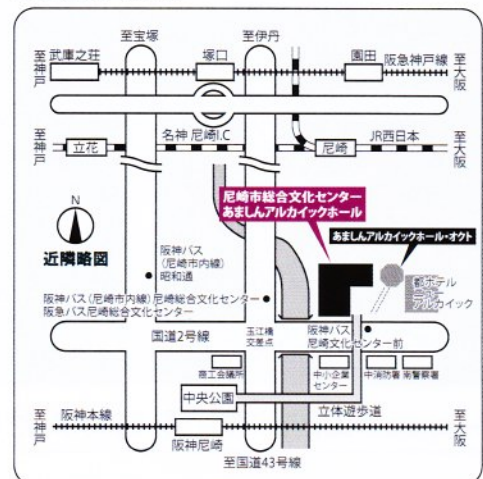 至宝塚
至伊丹
至神戸
武庫之荘
塚口
園田
阪急神戸線
至大阪
至神戸
立花
名神 尼崎I.C
尼崎
JR西日本
至大阪
N
近隣略図
尼崎市総合文化センター
あましんアルカイックホール
あましんアルカイックホール・オクト
阪神バス
(尼崎市内線)
昭和通
都ホテル
アルカイック
阪神バス(尼崎市内線)尼崎総合文化センター
阪急バス尼崎総合文化センター
国道2号線
玉江橋
交差点
阪神バス
尼崎文化センター前
商工会議所
中小企業
センター
中消防署
南警察署
中央公園
立体遊歩道
至神戸
阪神本線
阪神尼崎
至大阪
至国道43号線